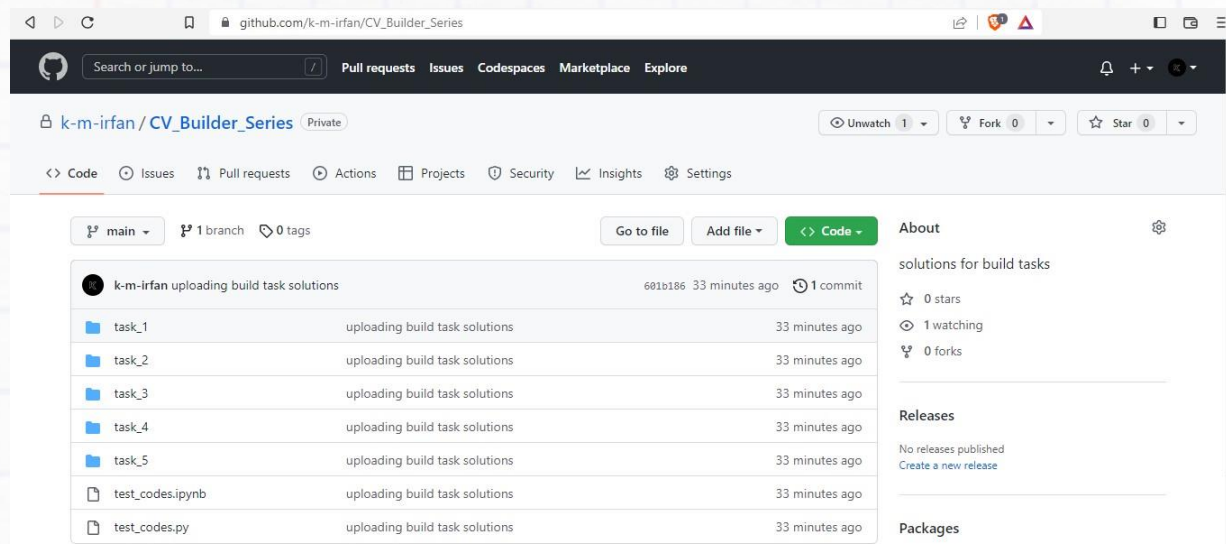 github.com/k-m-irfan/CV_Builder_Series
Search or jump to... / Pull requests Issues Codespaces Marketplace Explore
k-m-irfan / CV_Builder_Series Private Unwatch 1 Fork 0 Star 0
<> Code Issues Pull requests Actions Projects Security Insights Settings
main 1 branch 0 tags Go to file Add file <> Code
k-m-irfan uploading build task solutions 601b186 33 minutes ago 1 commit
task_1 uploading build task solutions 33 minutes ago
task_2 uploading build task solutions 33 minutes ago
task_3 uploading build task solutions 33 minutes ago
task_4 uploading build task solutions 33 minutes ago
task_5 uploading build task solutions 33 minutes ago
test_codes.ipynb uploading build task solutions 33 minutes ago
test_codes.py uploading build task solutions 33 minutes ago
About
solutions for build tasks
0 stars
1 watching
0 forks
Releases
No releases published
Create a new release
Packages